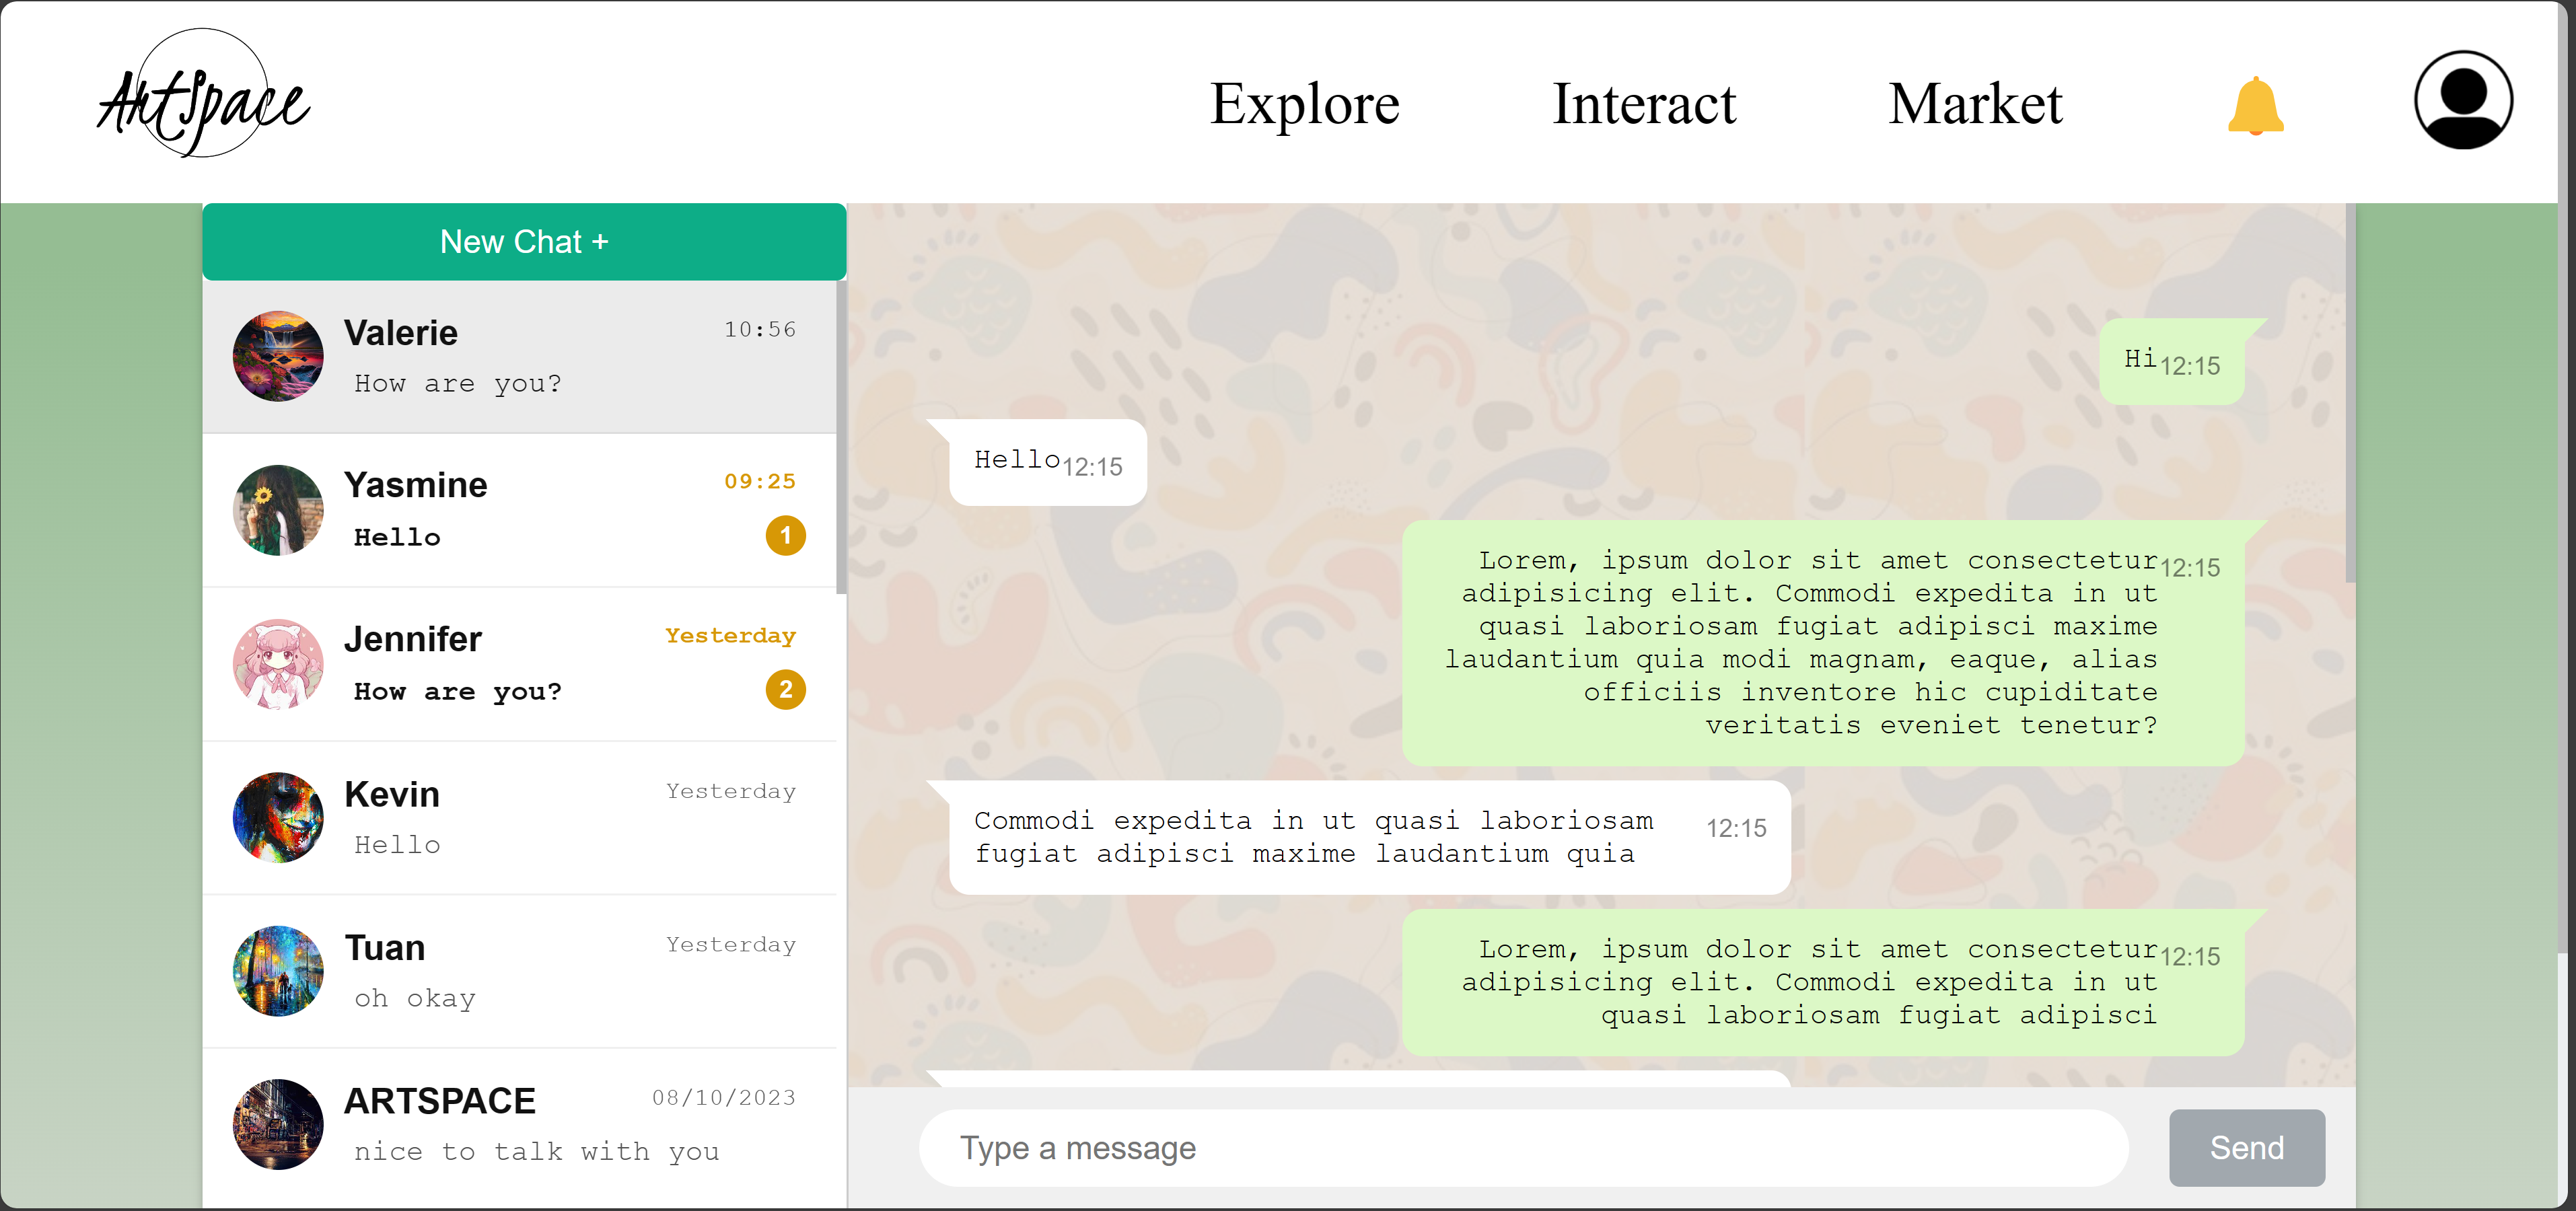 ArtSpace
Explore
Interact
Market
New Chat +
Valerie
10:56
How are you?
Yasmine
09:25
Hello
1
Jennifer
Yesterday
How are you?
2
Kevin
Yesterday
Hello
Tuan
Yesterday
oh okay
ARTSPACE
08/10/2023
nice to talk with you
Hi
12:15
Hello
12:15
Lorem, ipsum dolor sit amet consectetur
12:15
adipisicing elit. Commodi expedita in ut
quasi laboriosam fugiat adipisci maxime
laudantium quia modi magnam, eaque, alias
officiis inventore hic cupiditate
veritatis eveniet tenetur?
Commodi expedita in ut quasi laboriosam
12:15
fugiat adipisci maxime laudantium quia
Lorem, ipsum dolor sit amet consectetur
12:15
adipisicing elit. Commodi expedita in ut
quasi laboriosam fugiat adipisci
Type a message
Send